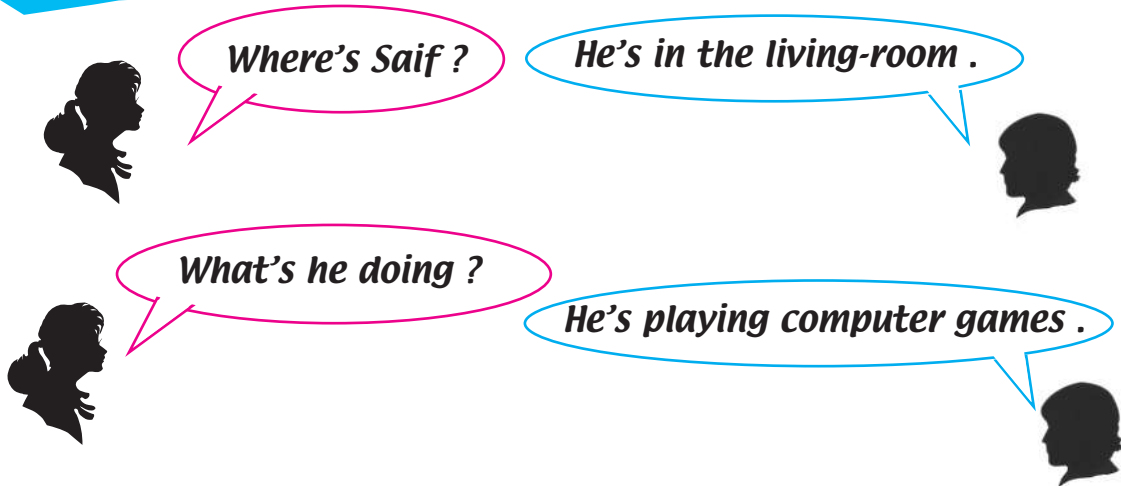 Where’s Saif ?
He’s in the living-room .
What’s he doing ?
He’s playing computer games .